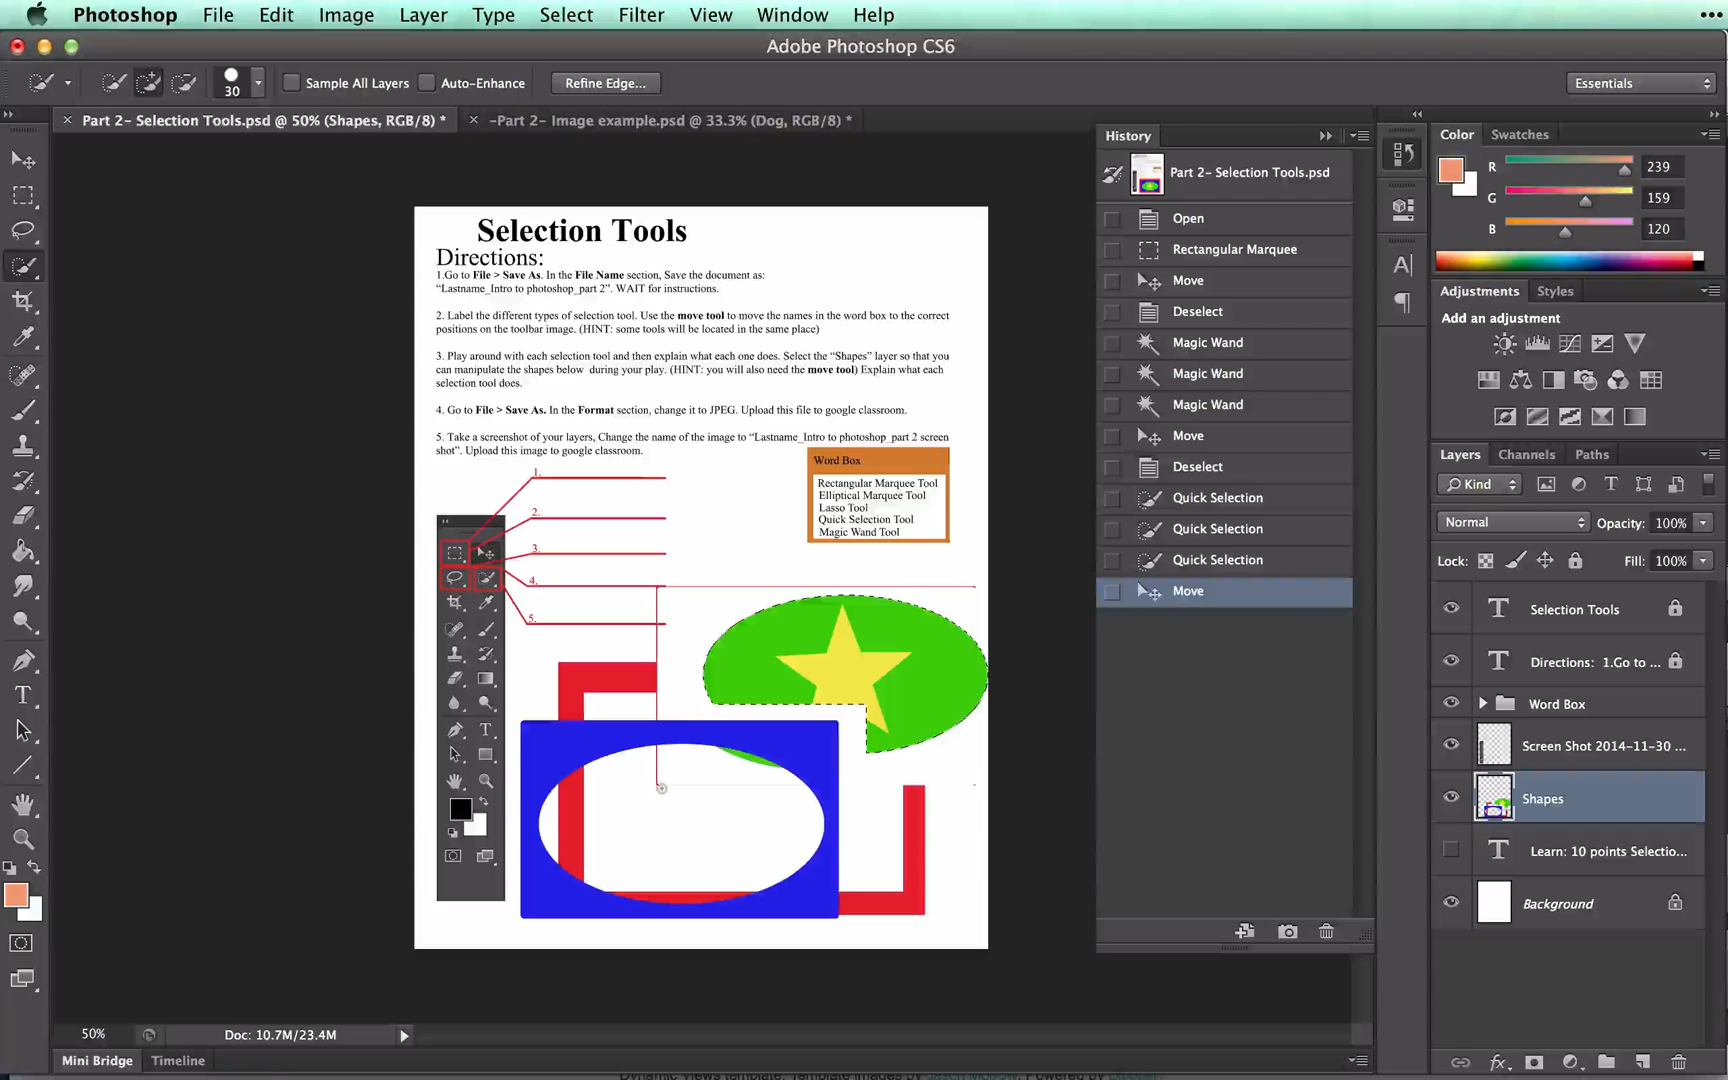 Photoshop File Edit Image Layer Type Select Filter View Window Help
Adobe Photoshop CS6
30 Sample All Layers Auto-Enhance Refine Edge... Essentials
Part 2- Selection Tools.psd @ 50% (Shapes, RGB/8) * -Part 2- Image example.psd @ 33.3% (Dog, RGB/8) *
Selection Tools
Directions:
1.Go to File > Save As. In the File Name section, Save the document as:
“Lastname_Intro to photoshop_part 2”. WAIT for instructions.
2. Label the different types of selection tool. Use the move tool to move the names in the word box to the correct
positions on the toolbar image. (HINT: some tools will be located in the same place)
3. Play around with each selection tool and then explain what each one does. Select the “Shapes” layer so that you
can manipulate the shapes below during your play. (HINT: you will also need the move tool) Explain what each
selection tool does.
4. Go to File > Save As. In the Format section, change it to JPEG. Upload this file to google classroom.
5. Take a screenshot of your layers, Change the name of the image to “Lastname_Intro to photoshop_part 2 screen
shot”. Upload this image to google classroom.
Word Box
Rectangular Marquee Tool
Elliptical Marquee Tool
Lasso Tool
Quick Selection Tool
Magic Wand Tool
1.
2.
3.
4.
5.
History
Part 2- Selection Tools.psd
Open
Rectangular Marquee
Move
Deselect
Magic Wand
Magic Wand
Magic Wand
Move
Deselect
Quick Selection
Quick Selection
Quick Selection
Move
Color Swatches
R 239
G 159
B 120
Adjustments Styles
Add an adjustment
Layers Channels Paths
Kind
Normal Opacity: 100%
Lock: Fill: 100%
Selection Tools
Directions: 1.Go to ...
Word Box
Screen Shot 2014-11-30 ...
Shapes
Learn: 10 points Selectio...
Background
50% Doc: 10.7M/23.4M
Mini Bridge Timeline